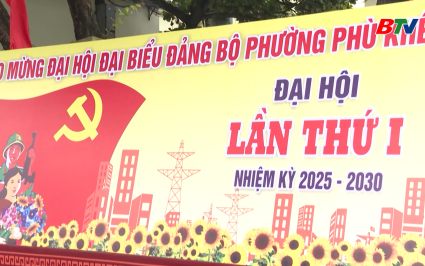 BTV
MỪNG ĐẠI HỘI ĐẠI BIỂU ĐẢNG BỘ PHƯỜNG PHÙ KHÊ
ĐẠI HỘI
LẦN THỨ I
NHIỆM KỲ 2025 - 2030